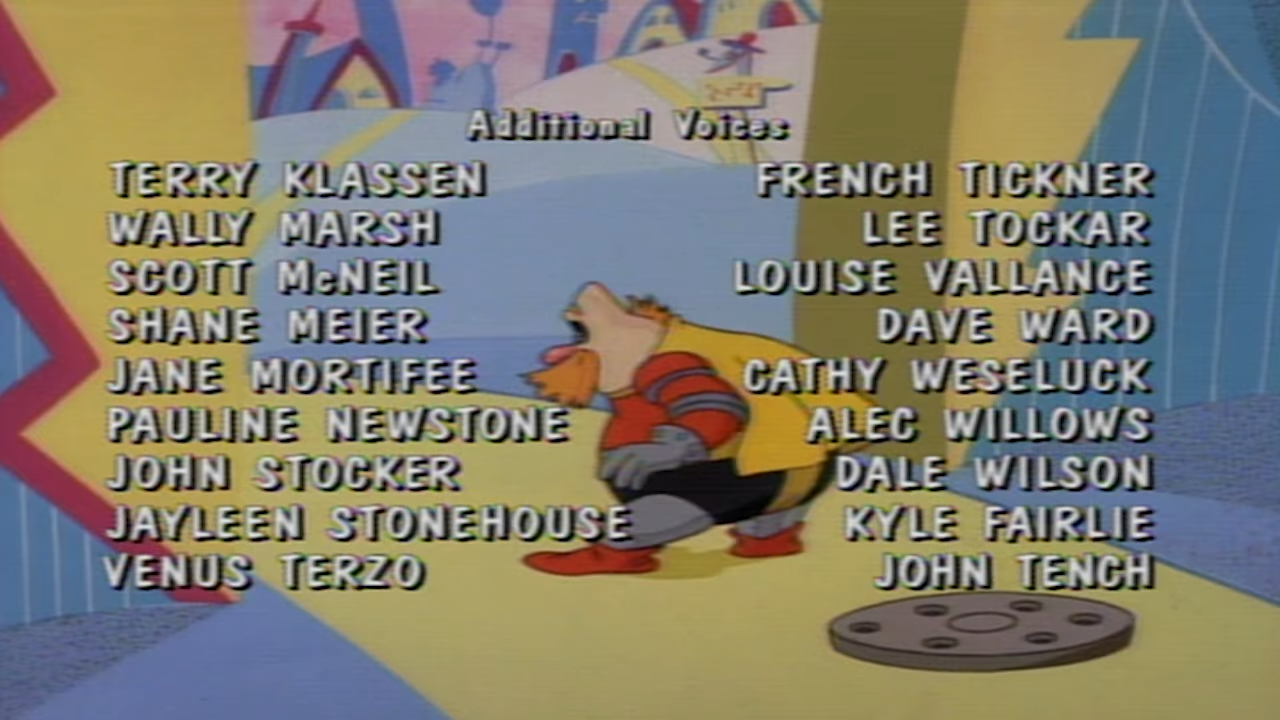 Additional Voices
TERRY KLASSEN
WALLY MARSH
SCOTT McNEIL
SHANE MEIER
JANE MORTIFEE
PAULINE NEWSTONE
JOHN STOCKER
JAYLEEN STONEHOUSE
VENUS TERZO
FRENCH TICKNER
LEE TOCKAR
LOUISE VALLANCE
DAVE WARD
CATHY WESELUCK
ALEC WILLOWS
DALE WILSON
KYLE FAIRLIE
JOHN TENCH